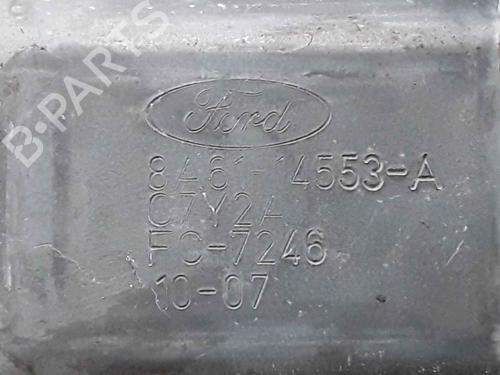 B-PARTS
Ford
8A61-14553-A
C7Y2A
FC-7246
10-07